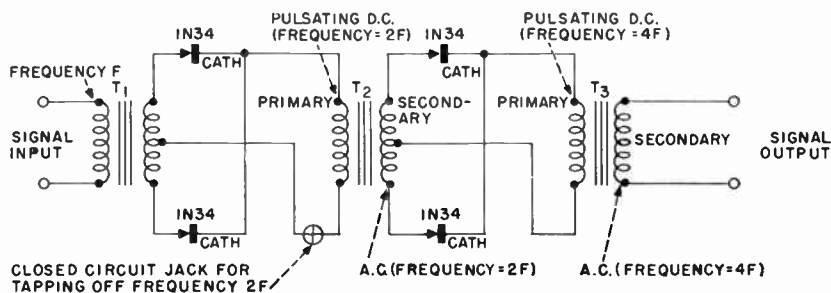 PULSATING D.C.
(FREQUENCY=2F)
PULSATING D.C.
(FREQUENCY=4F)
1N34
CATH
1N34
CATH
FREQUENCY F
T1
PRIMARY
T2
SECOND-
ARY
PRIMARY
T3
SIGNAL
INPUT
SECONDARY
SIGNAL
OUTPUT
1N34
CATH
1N34
CATH
CLOSED CIRCUIT JACK FOR
TAPPING OFF FREQUENCY 2F
A.C.(FREQUENCY=2F)
A.C.(FREQUENCY=4F)